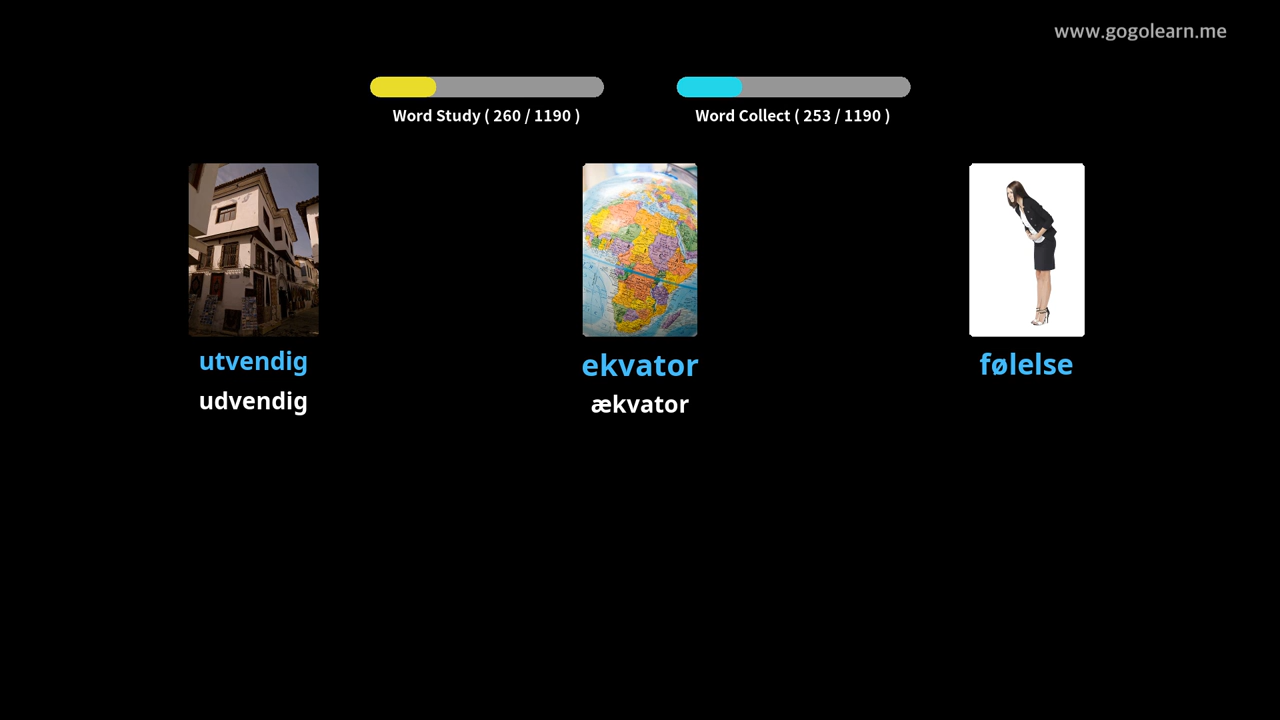 www.gogolearn.me
Word Study ( 260 / 1190 )
Word Collect ( 253 / 1190 )
utvendig
udvendig
ekvator
ækvator
følelse